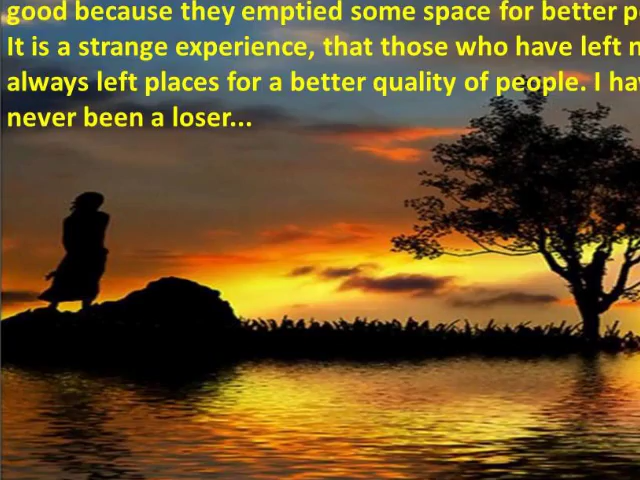 good because they emptied some space for better p
It is a strange experience, that those who have left m
always left places for a better quality of people. I hav
never been a loser...